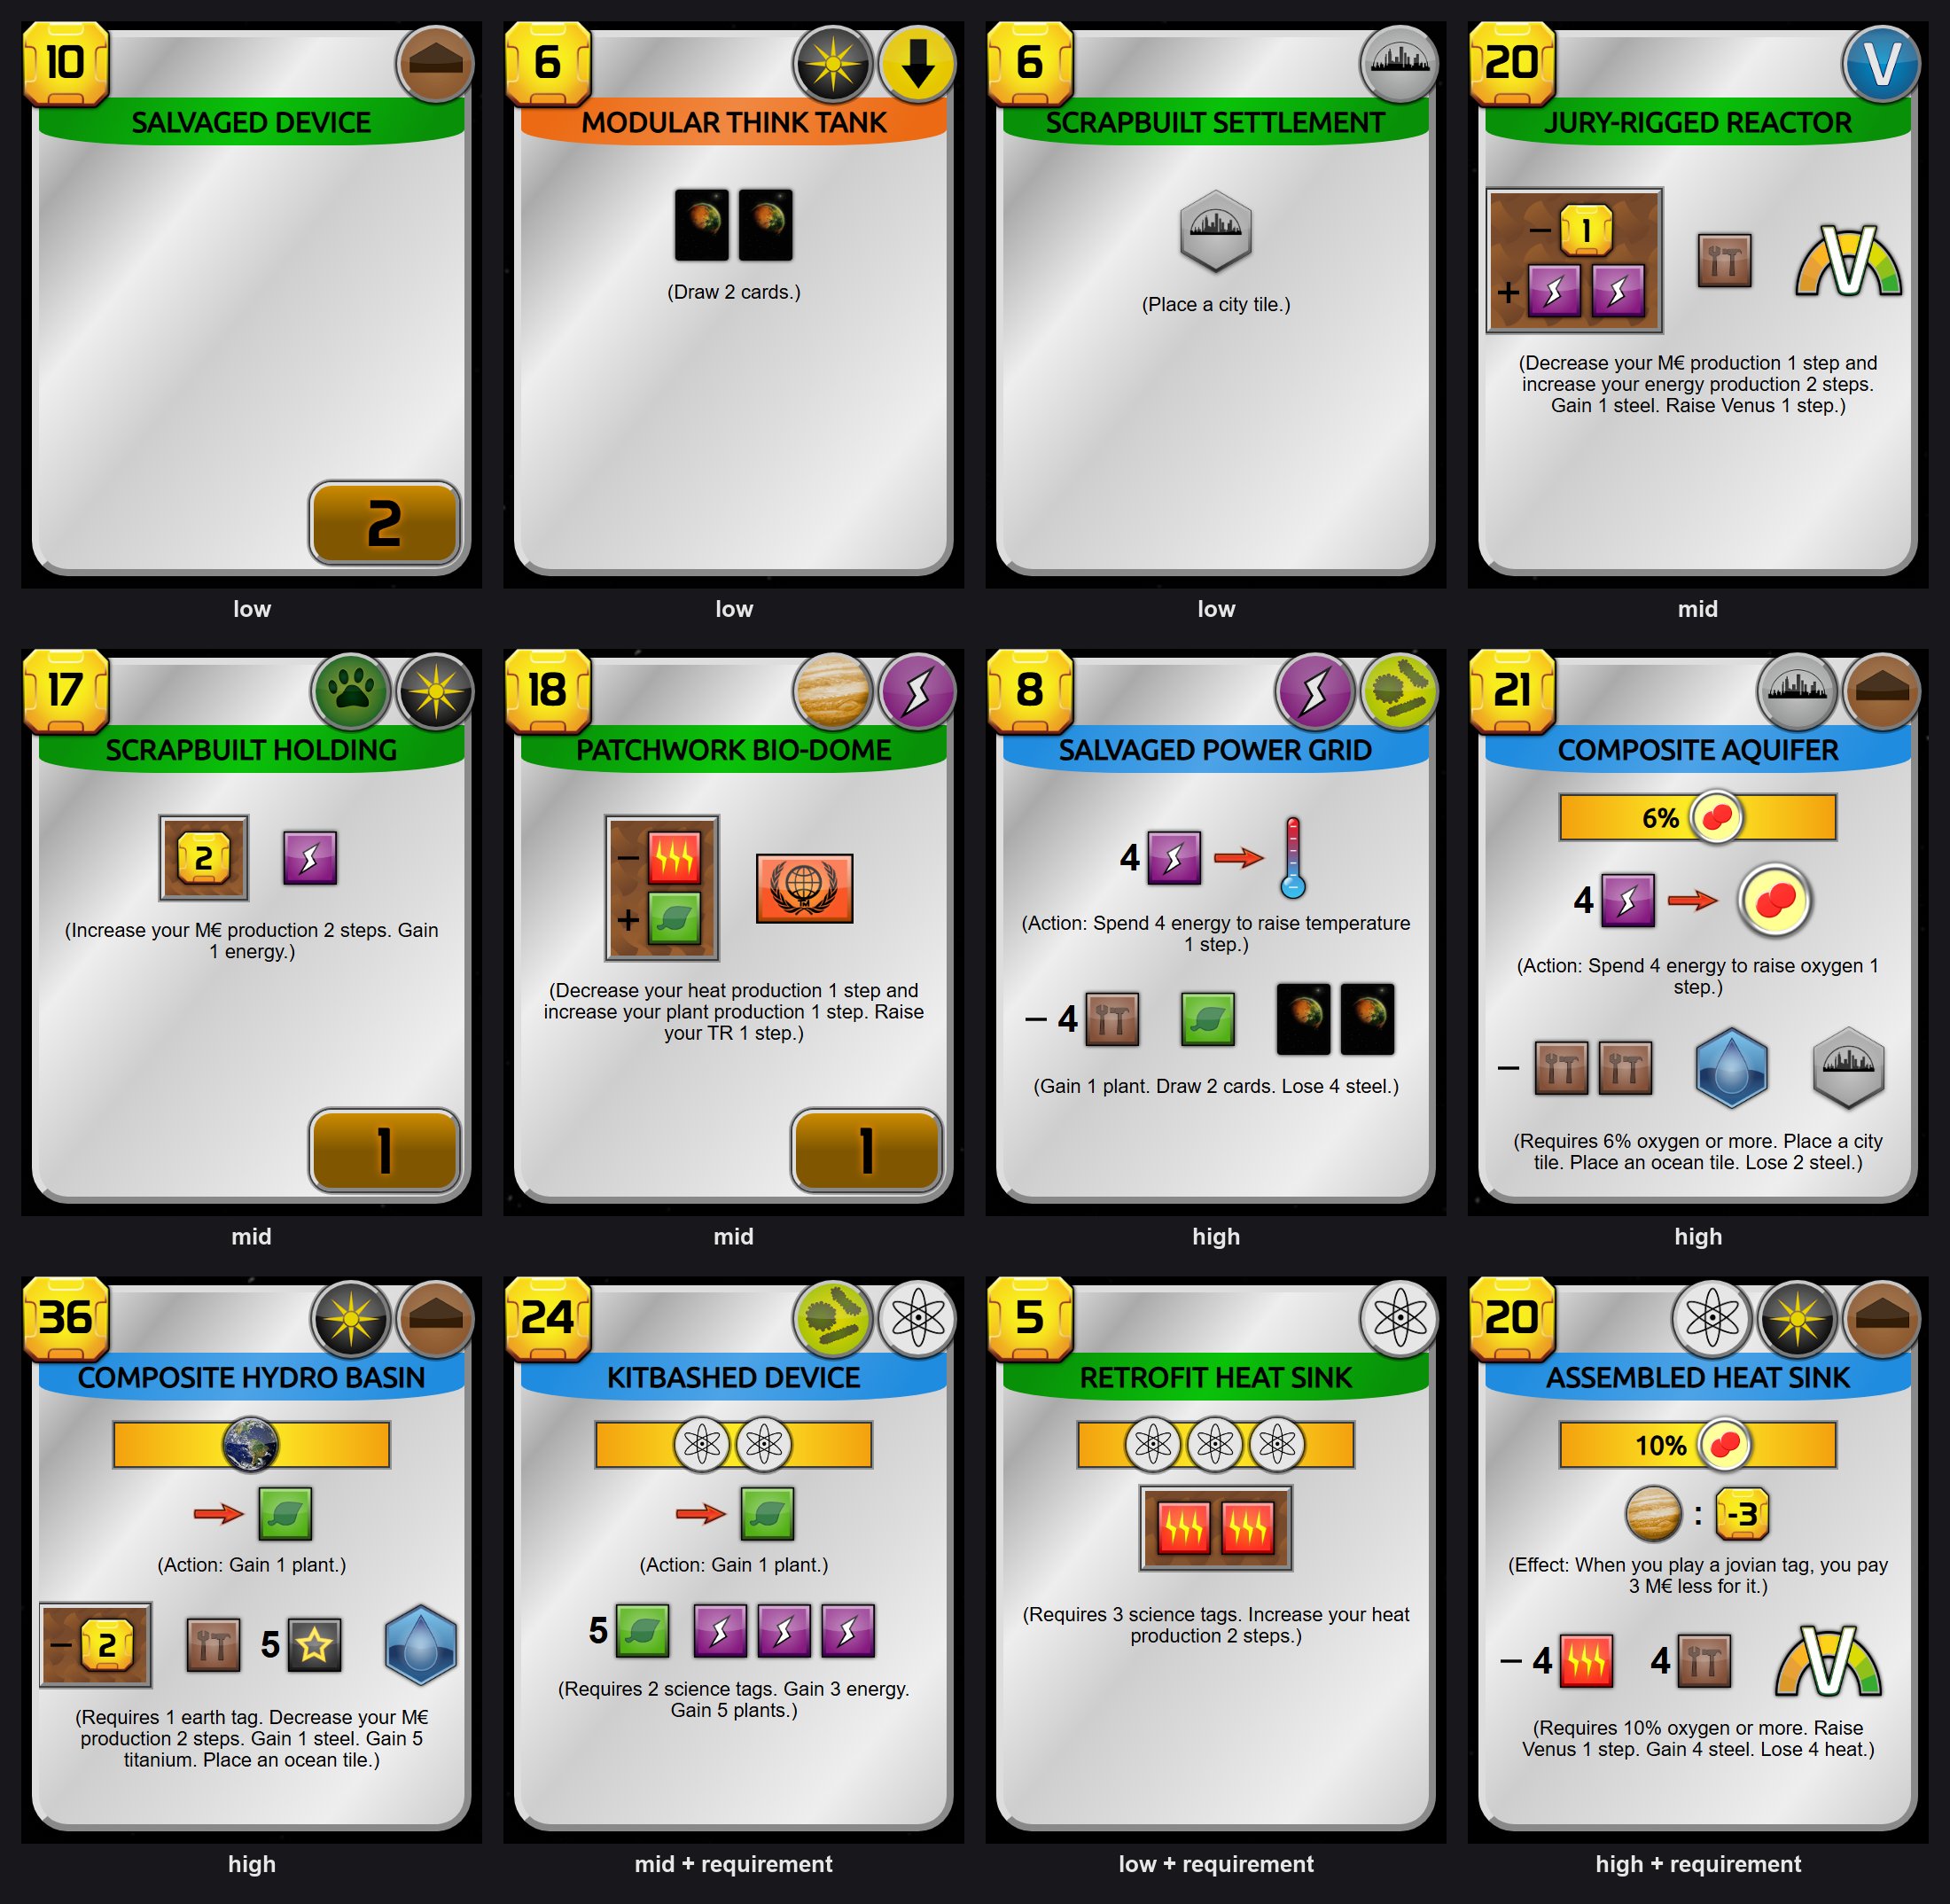 10
SALVAGED DEVICE
2
low
6
MODULAR THINK TANK
(Draw 2 cards.)
low
6
SCRAPBUILT SETTLEMENT
(Place a city tile.)
low
20
V
JURY-RIGGED REACTOR
− 1
+
V
(Decrease your M€ production 1 step and
increase your energy production 2 steps.
Gain 1 steel. Raise Venus 1 step.)
mid
17
SCRAPBUILT HOLDING
2
(Increase your M€ production 2 steps. Gain
1 energy.)
1
mid
18
PATCHWORK BIO-DOME
−
+
TM
(Decrease your heat production 1 step and
increase your plant production 1 step. Raise
your TR 1 step.)
1
mid
8
SALVAGED POWER GRID
4
(Action: Spend 4 energy to raise temperature
1 step.)
− 4
(Gain 1 plant. Draw 2 cards. Lose 4 steel.)
high
21
COMPOSITE AQUIFER
6%
4
(Action: Spend 4 energy to raise oxygen 1
step.)
−
(Requires 6% oxygen or more. Place a city
tile. Place an ocean tile. Lose 2 steel.)
high
36
COMPOSITE HYDRO BASIN
(Action: Gain 1 plant.)
− 2 5
(Requires 1 earth tag. Decrease your M€
production 2 steps. Gain 1 steel. Gain 5
titanium. Place an ocean tile.)
high
24
KITBASHED DEVICE
(Action: Gain 1 plant.)
5
(Requires 2 science tags. Gain 3 energy.
Gain 5 plants.)
mid + requirement
5
RETROFIT HEAT SINK
(Requires 3 science tags. Increase your heat
production 2 steps.)
low + requirement
20
ASSEMBLED HEAT SINK
10%
: -3
(Effect: When you play a jovian tag, you pay
3 M€ less for it.)
− 4 4 V
(Requires 10% oxygen or more. Raise
Venus 1 step. Gain 4 steel. Lose 4 heat.)
high + requirement